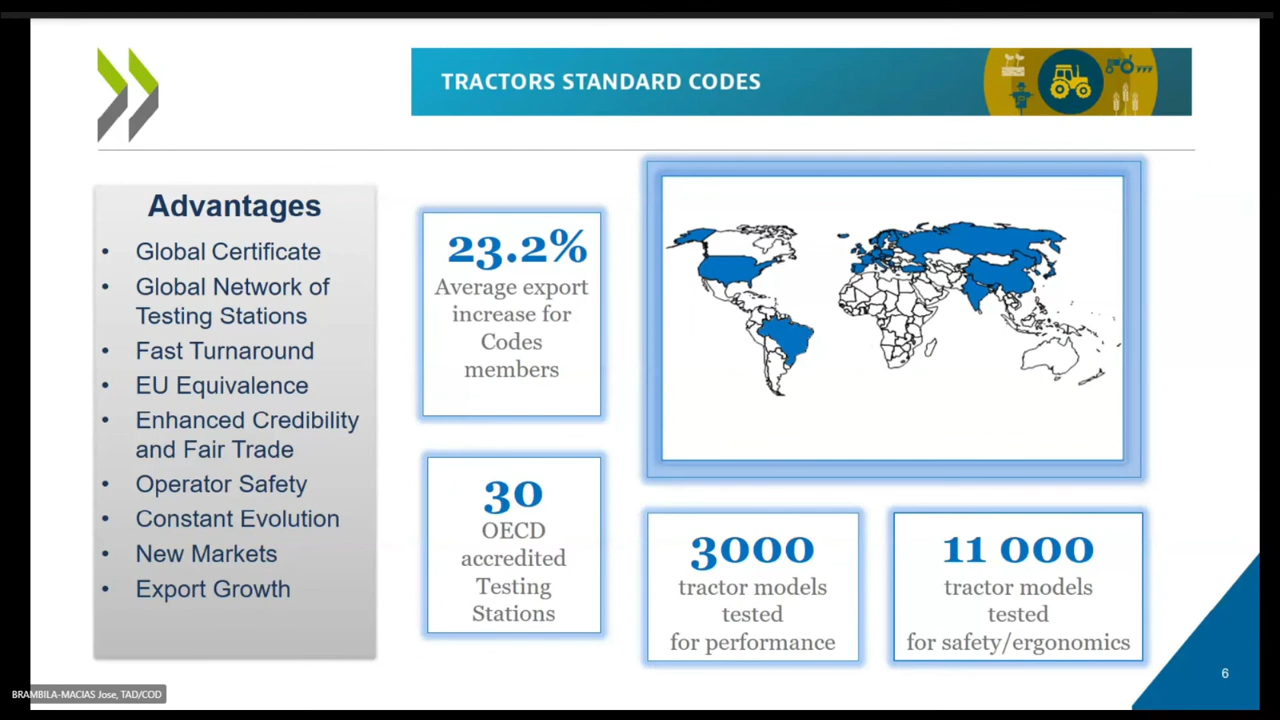 TRACTORS STANDARD CODES
Advantages
• Global Certificate
• Global Network of
Testing Stations
• Fast Turnaround
• EU Equivalence
• Enhanced Credibility
and Fair Trade
• Operator Safety
• Constant Evolution
• New Markets
• Export Growth
23.2%
Average export
increase for
Codes
members
30
OECD
accredited
Testing
Stations
3000
tractor models
tested
for performance
11 000
tractor models
tested
for safety/ergonomics
6
BRAMBILA-MACIAS Jose, TAD/COD